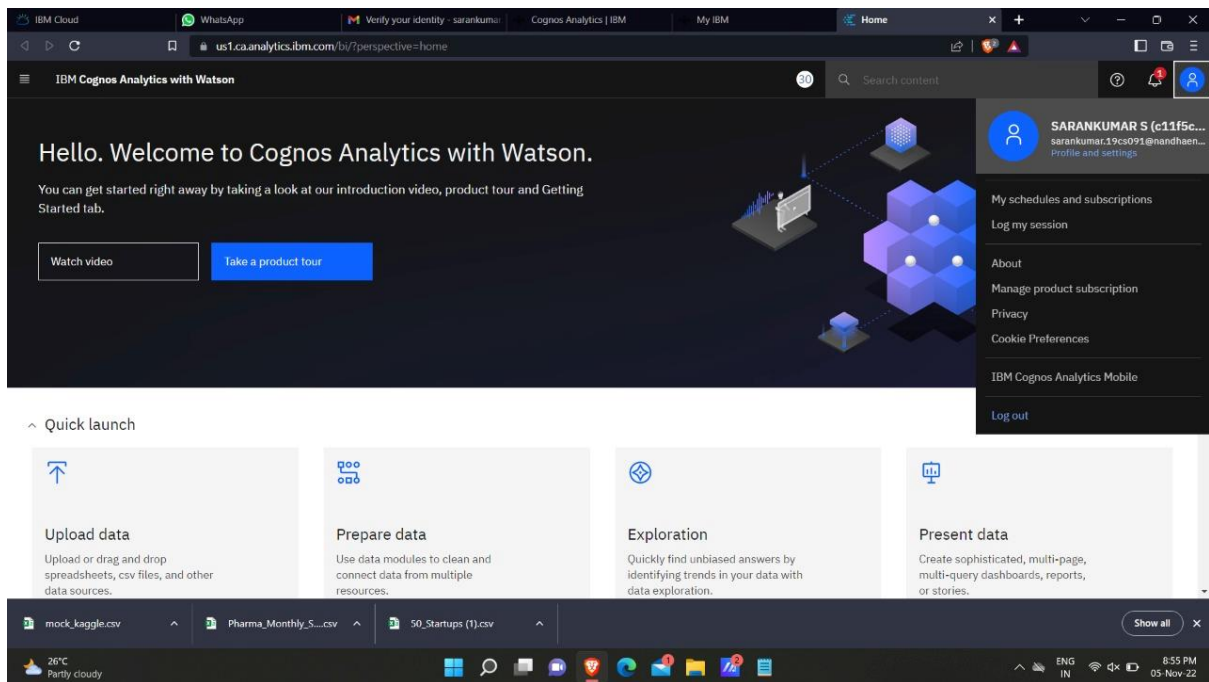 IBM Cloud
WhatsApp
Verify your identity - sarankumar
Cognos Analytics | IBM
My IBM
Home
us1.ca.analytics.ibm.com/bi/?perspective=home
IBM Cognos Analytics with Watson
30
Search content
1
Hello. Welcome to Cognos Analytics with Watson.
You can get started right away by taking a look at our introduction video, product tour and Getting
Started tab.
Watch video
Take a product tour
SARANKUMAR S (c11f5c...
sarankumar.19cs091@nandhaen...
Profile and settings
My schedules and subscriptions
Log my session
About
Manage product subscription
Privacy
Cookie Preferences
IBM Cognos Analytics Mobile
Log out
Quick launch
Upload data
Upload or drag and drop
spreadsheets, csv files, and other
data sources.
Prepare data
Use data modules to clean and
connect data from multiple
resources.
Exploration
Quickly find unbiased answers by
identifying trends in your data with
data exploration.
Present data
Create sophisticated, multi-page,
multi-query dashboards, reports,
or stories.
mock_kaggle.csv
Pharma_Monthly_S....csv
50_Startups (1).csv
Show all
26°C
Partly cloudy
ENG
IN
8:55 PM
05-Nov-22